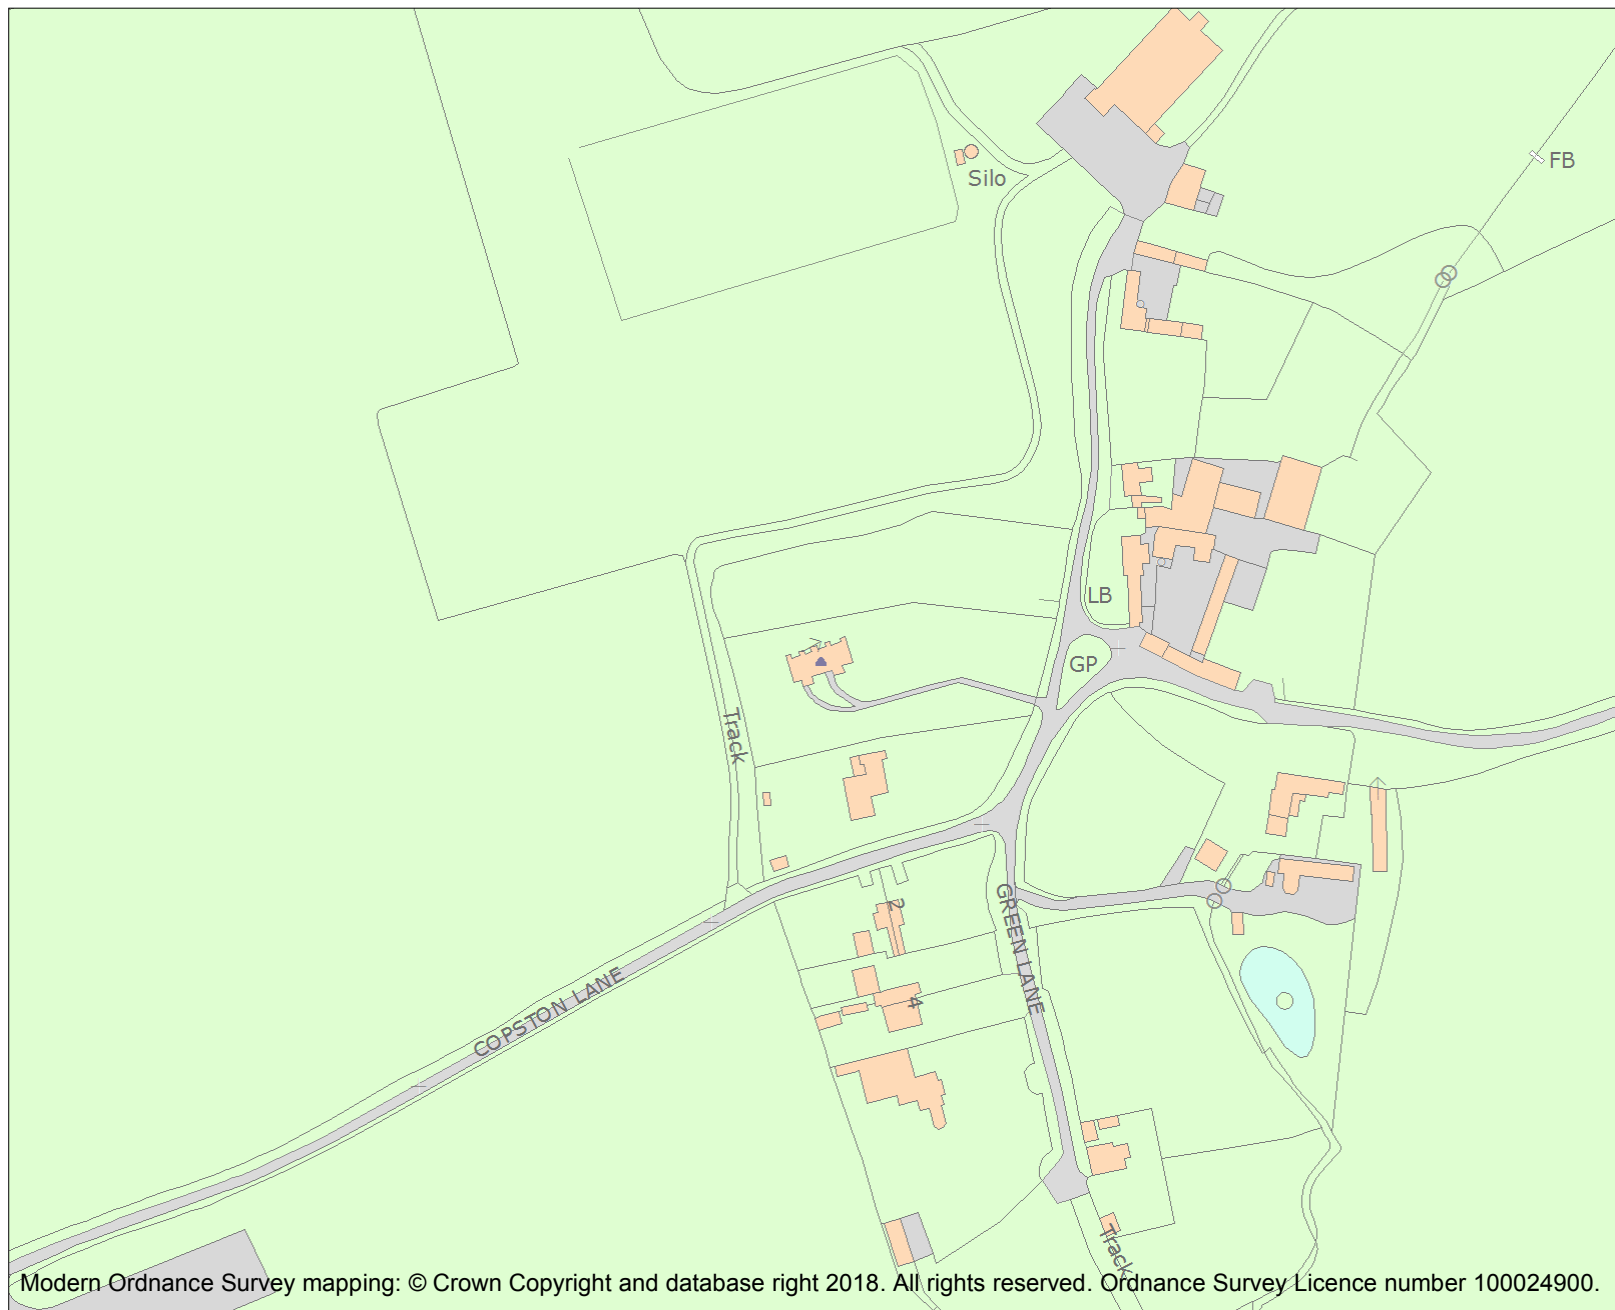 FB
Silo
LB
GP
Track
2
GREEN LANE
COPSTON LANE
4
Track
Modern Ordnance Survey mapping: © Crown Copyright and database right 2018. All rights reserved. Ordnance Survey Licence number 100024900.